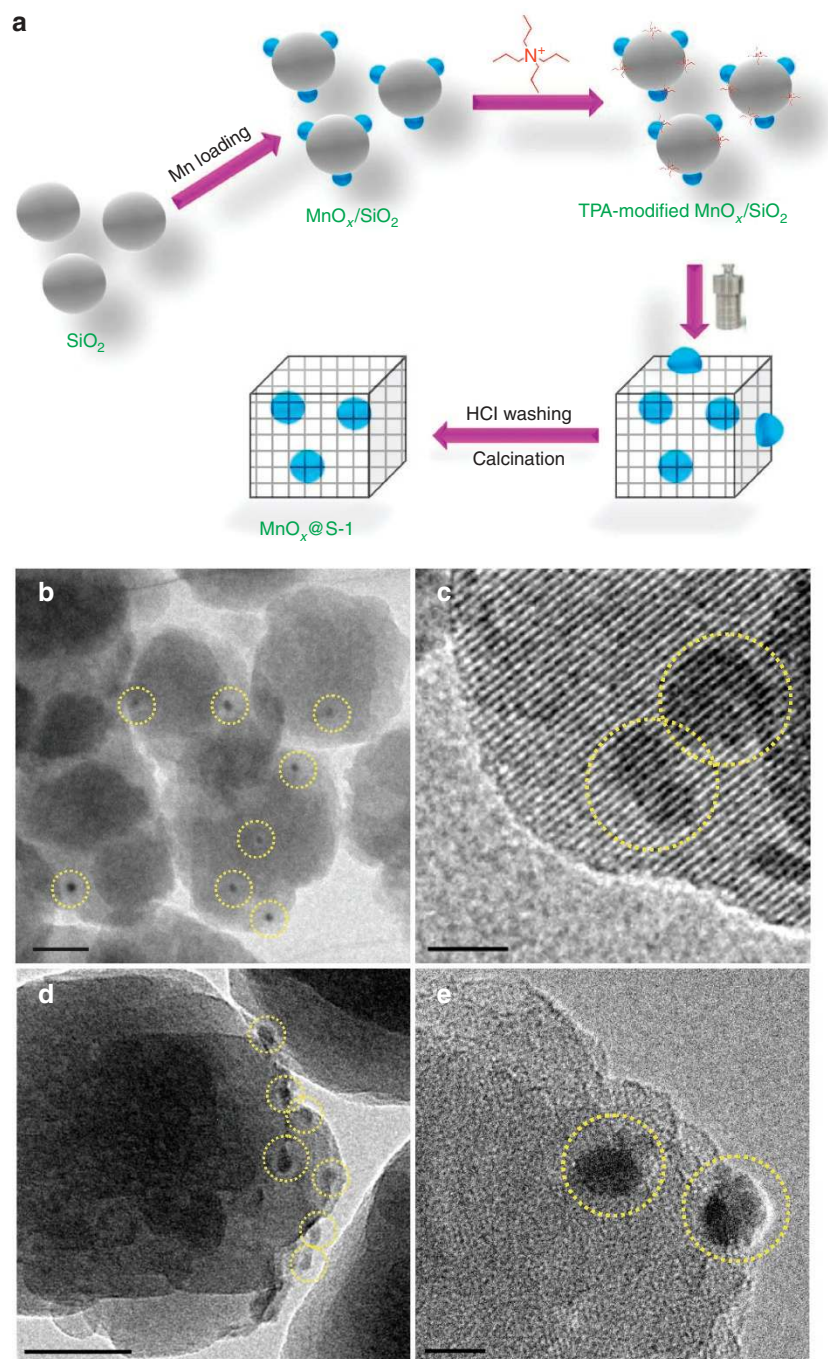 a
N⁺
Mn loading
MnOₓ/SiO₂
TPA-modified MnOₓ/SiO₂
SiO₂
HCl washing
Calcination
MnOₓ@S-1
b
c
d
e